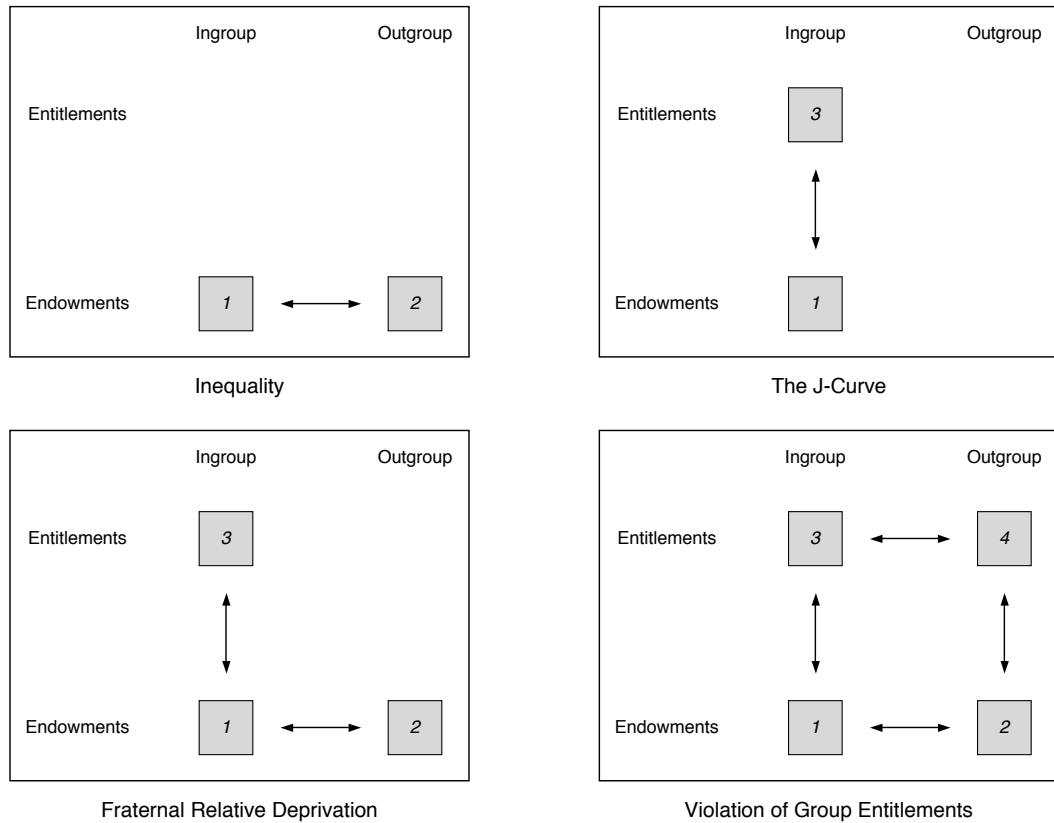 Ingroup Outgroup
Entitlements
Endowments 1 2
Inequality
Ingroup Outgroup
Entitlements 3
Endowments 1
The J-Curve
Ingroup Outgroup
Entitlements 3
Endowments 1 2
Fraternal Relative Deprivation
Ingroup Outgroup
Entitlements 3 4
Endowments 1 2
Violation of Group Entitlements